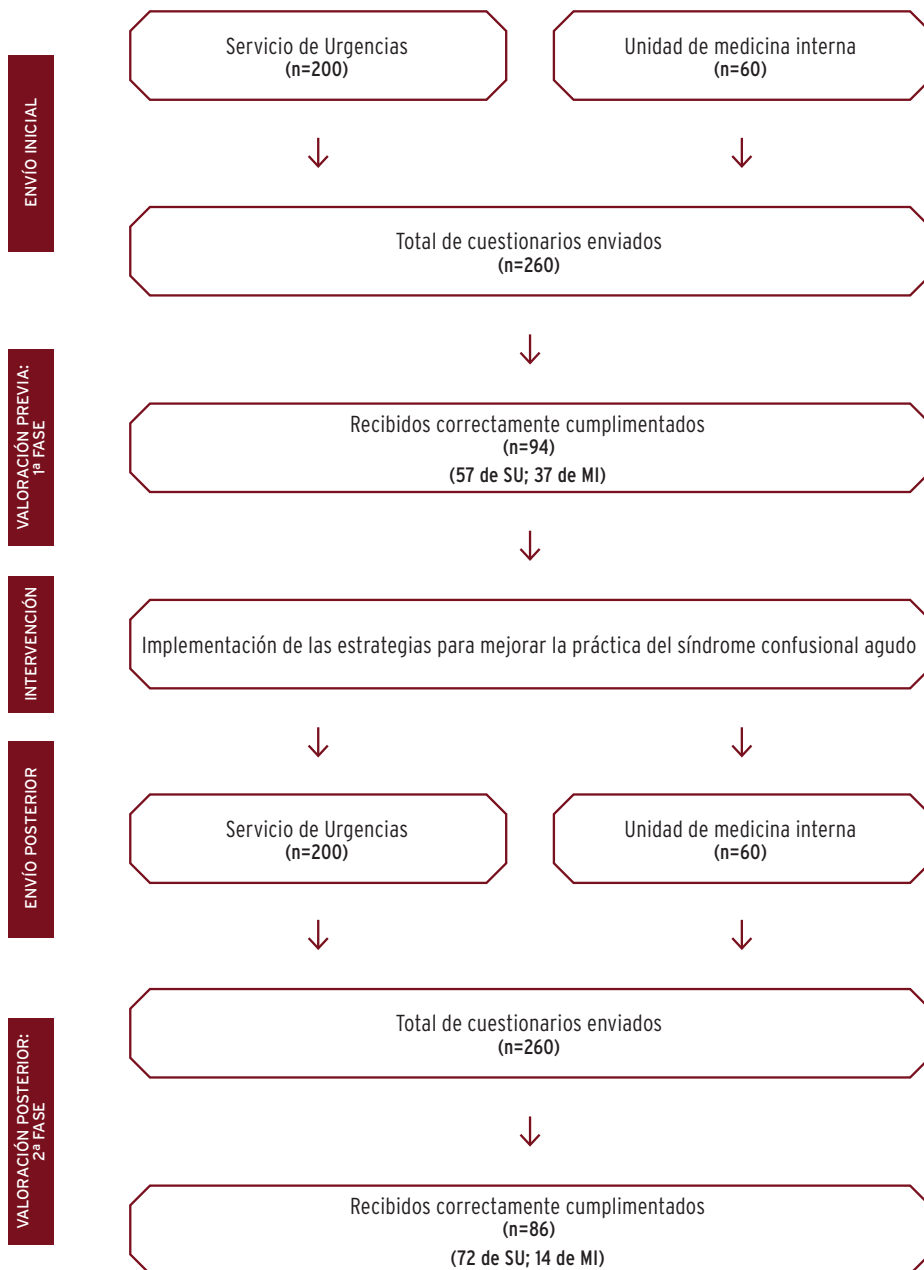 ENVÍO INICIAL
Servicio de Urgencias
(n=200)
Unidad de medicina interna
(n=60)
Total de cuestionarios enviados
(n=260)
VALORACIÓN PREVIA:
1ª FASE
Recibidos correctamente cumplimentados
(n=94)
(57 de SU; 37 de MI)
INTERVENCIÓN
Implementación de las estrategias para mejorar la práctica del síndrome confusional agudo
ENVÍO POSTERIOR
Servicio de Urgencias
(n=200)
Unidad de medicina interna
(n=60)
Total de cuestionarios enviados
(n=260)
VALORACIÓN POSTERIOR:
2ª FASE
Recibidos correctamente cumplimentados
(n=86)
(72 de SU; 14 de MI)